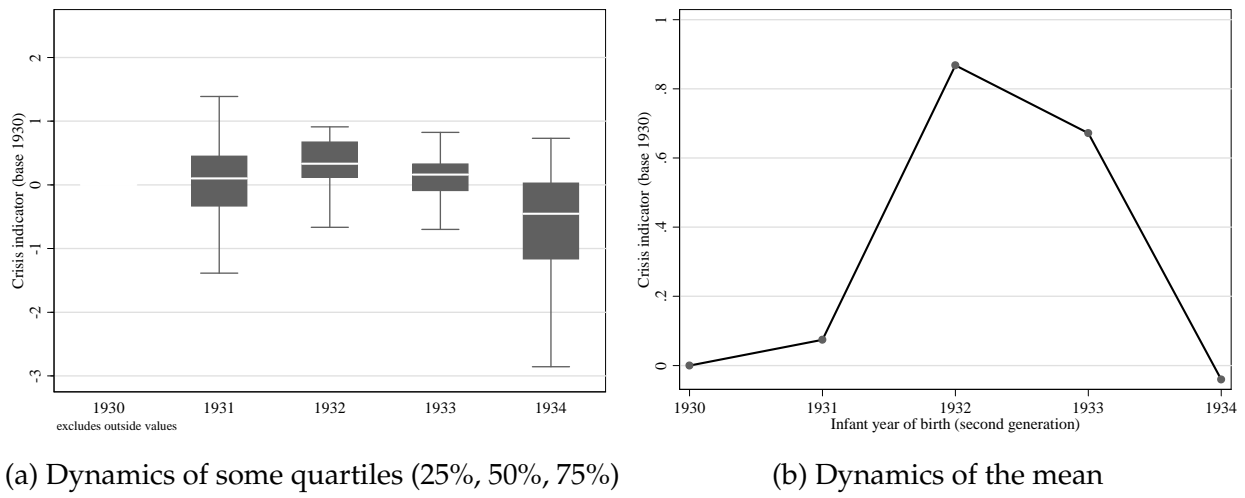 Crisis indicator (base 1930)
2
1
0
-1
-2
-3
1930 1931 1932 1933 1934
excludes outside values
(a) Dynamics of some quartiles (25%, 50%, 75%)
Crisis indicator (base 1930)
1
.8
.6
.4
.2
0
1930 1931 1932 1933 1934
Infant year of birth (second generation)
(b) Dynamics of the mean